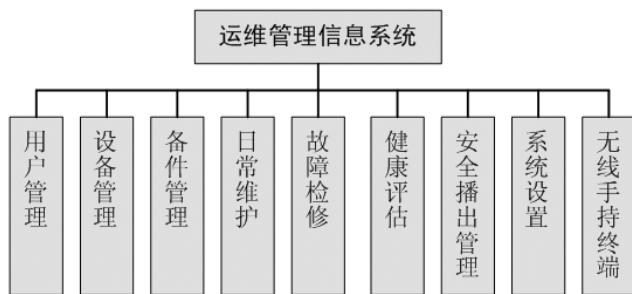 运维管理信息系统
用户管理
设备管理
备件管理
日常维护
故障检修
健康评估
安全播出管理
系统设置
无线手持终端